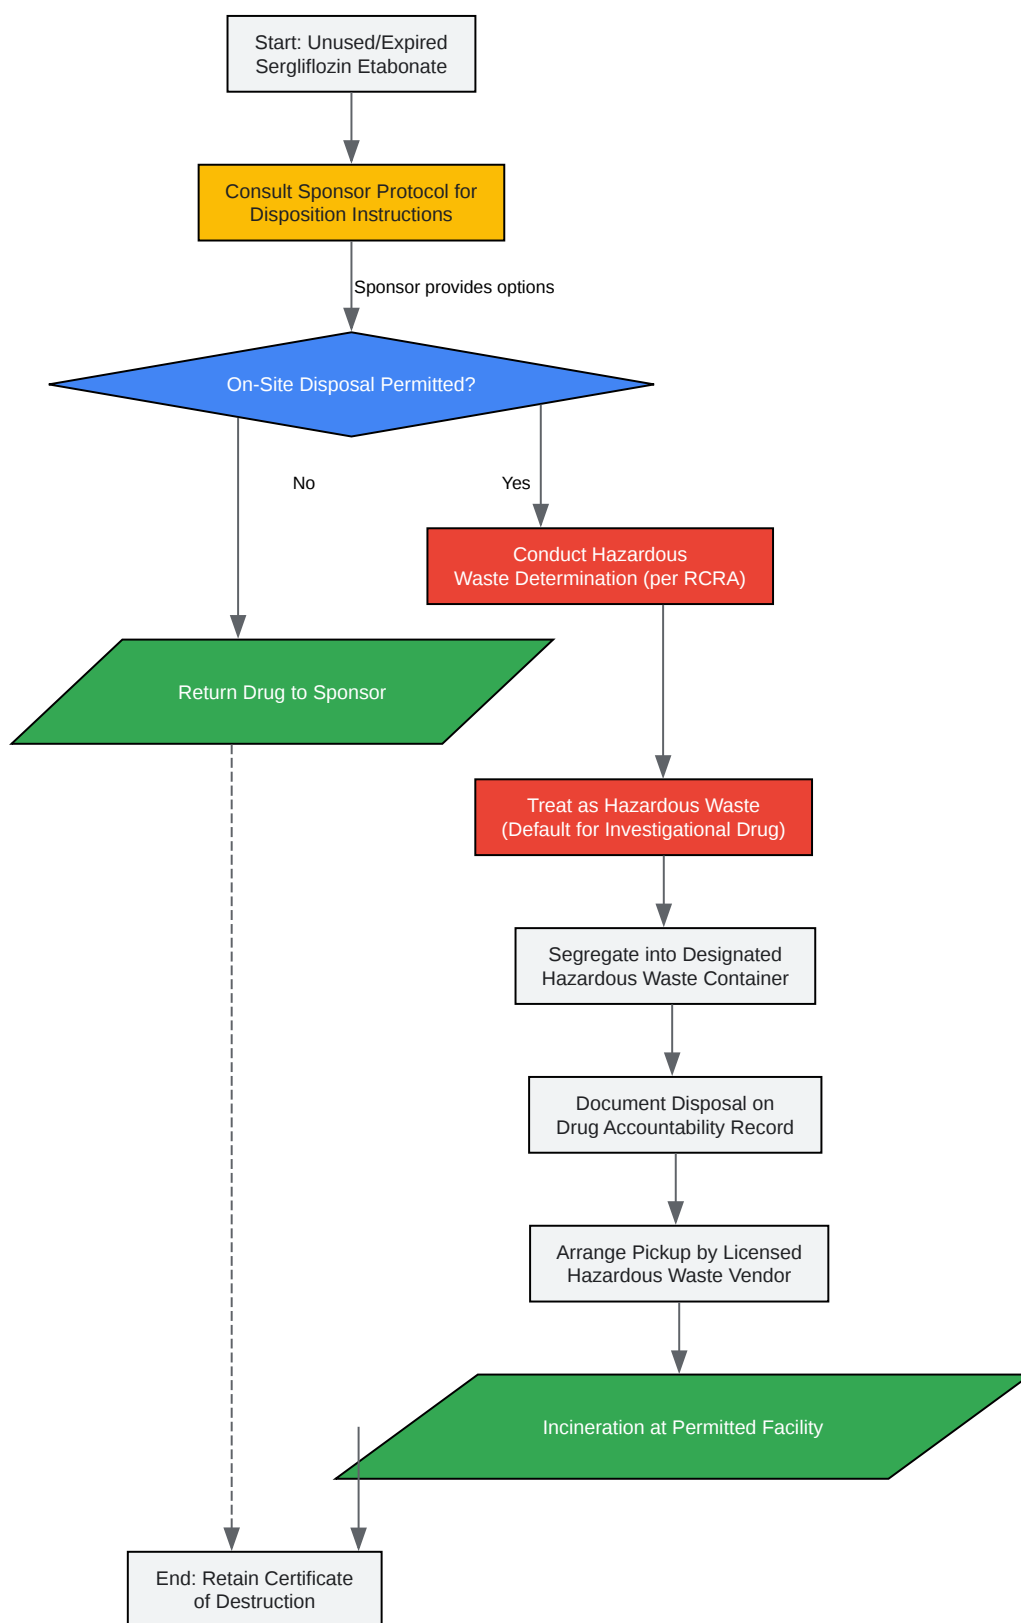 Start: Unused/Expired
Sergliflozin Etabonate
Consult Sponsor Protocol for
Disposition Instructions
Sponsor provides options
On-Site Disposal Permitted?
No
Yes
Conduct Hazardous
Waste Determination (per RCRA)
Return Drug to Sponsor
Treat as Hazardous Waste
(Default for Investigational Drug)
Segregate into Designated
Hazardous Waste Container
Document Disposal on
Drug Accountability Record
Arrange Pickup by Licensed
Hazardous Waste Vendor
Incineration at Permitted Facility
End: Retain Certificate
of Destruction